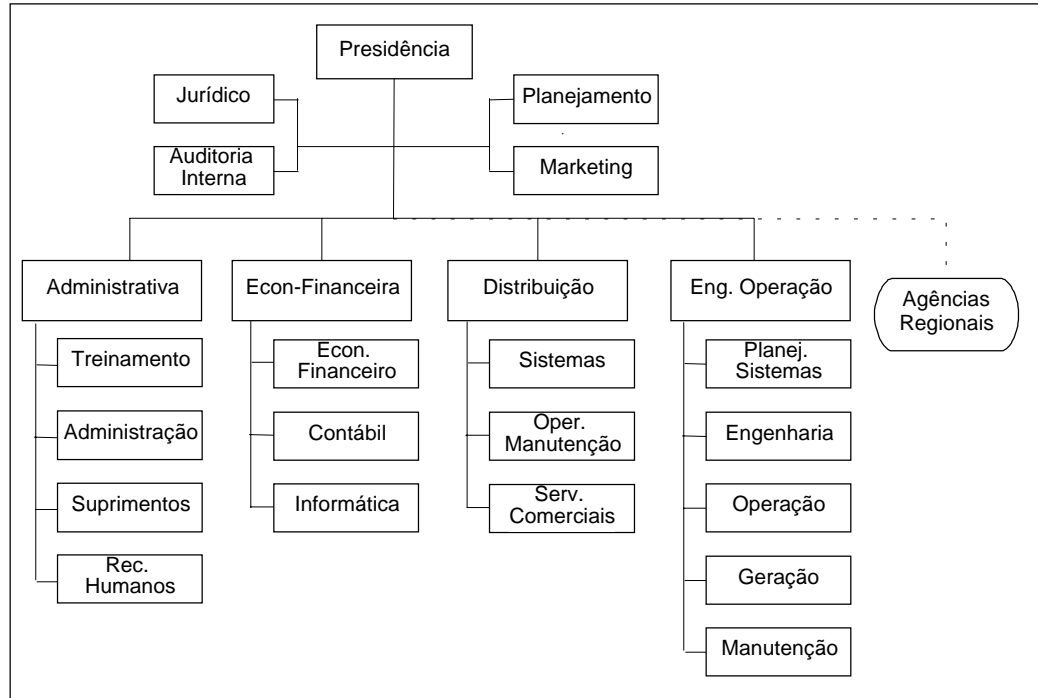 Presidência
Jurídico
Planejamento
Auditoria
Interna
Marketing
Administrativa
Econ-Financeira
Distribuição
Eng. Operação
Agências
Regionais
Treinamento
Administração
Suprimentos
Rec.
Humanos
Econ.
Financeiro
Contábil
Informática
Sistemas
Oper.
Manutenção
Serv.
Comerciais
Planej.
Sistemas
Engenharia
Operação
Geração
Manutenção